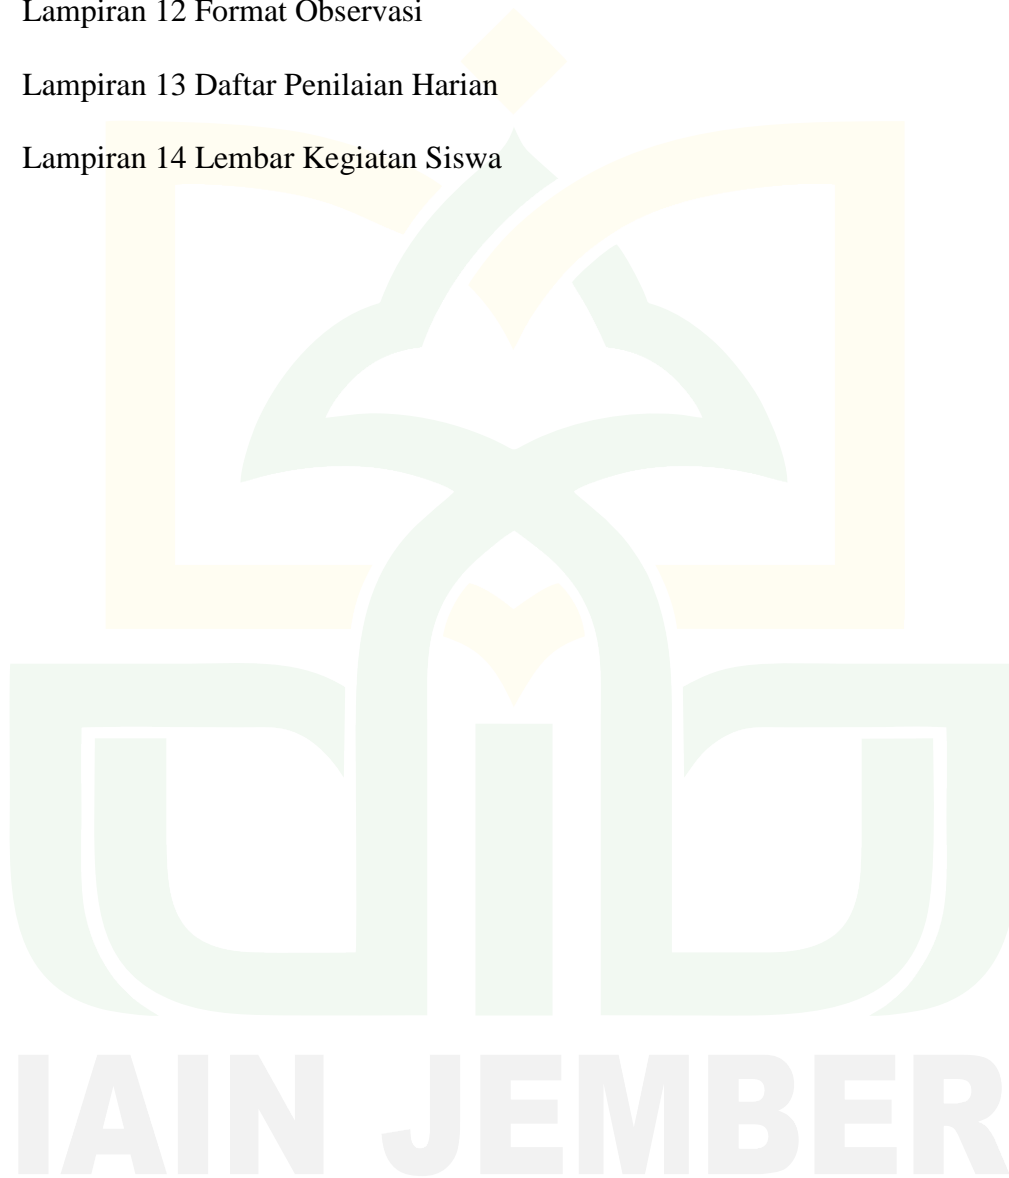 Lampiran 12 Format Observasi
Lampiran 13 Daftar Penilaian Harian
Lampiran 14 Lembar Kegiatan Siswa
IAIN JEMBER